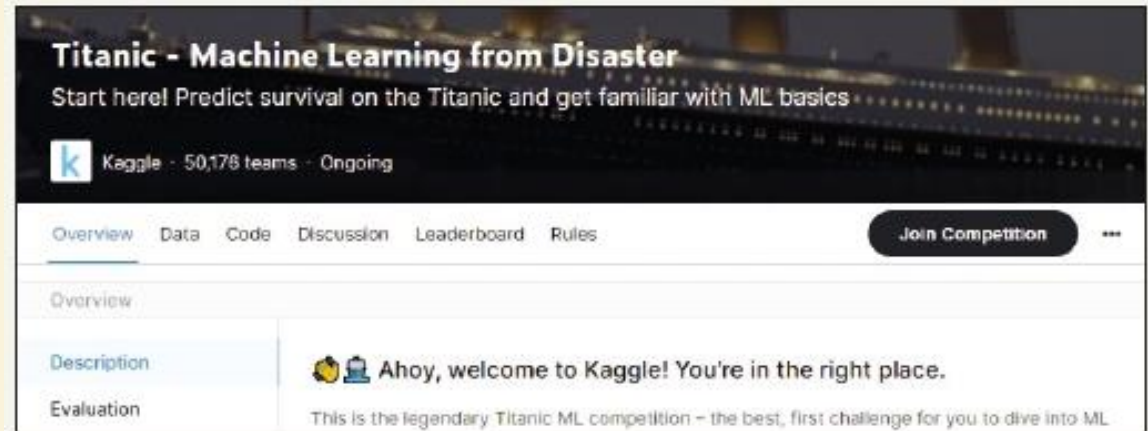 Titanic - Machine Learning from Disaster
Start here! Predict survival on the Titanic and get familiar with ML basics
k Kaggle · 50,178 teams · Ongoing
Overview Data Code Discussion Leaderboard Rules Join Competition •••
Overview
Description
Ahoy, welcome to Kaggle! You're in the right place.
Evaluation
This is the legendary Titanic ML competition – the best, first challenge for you to dive into ML